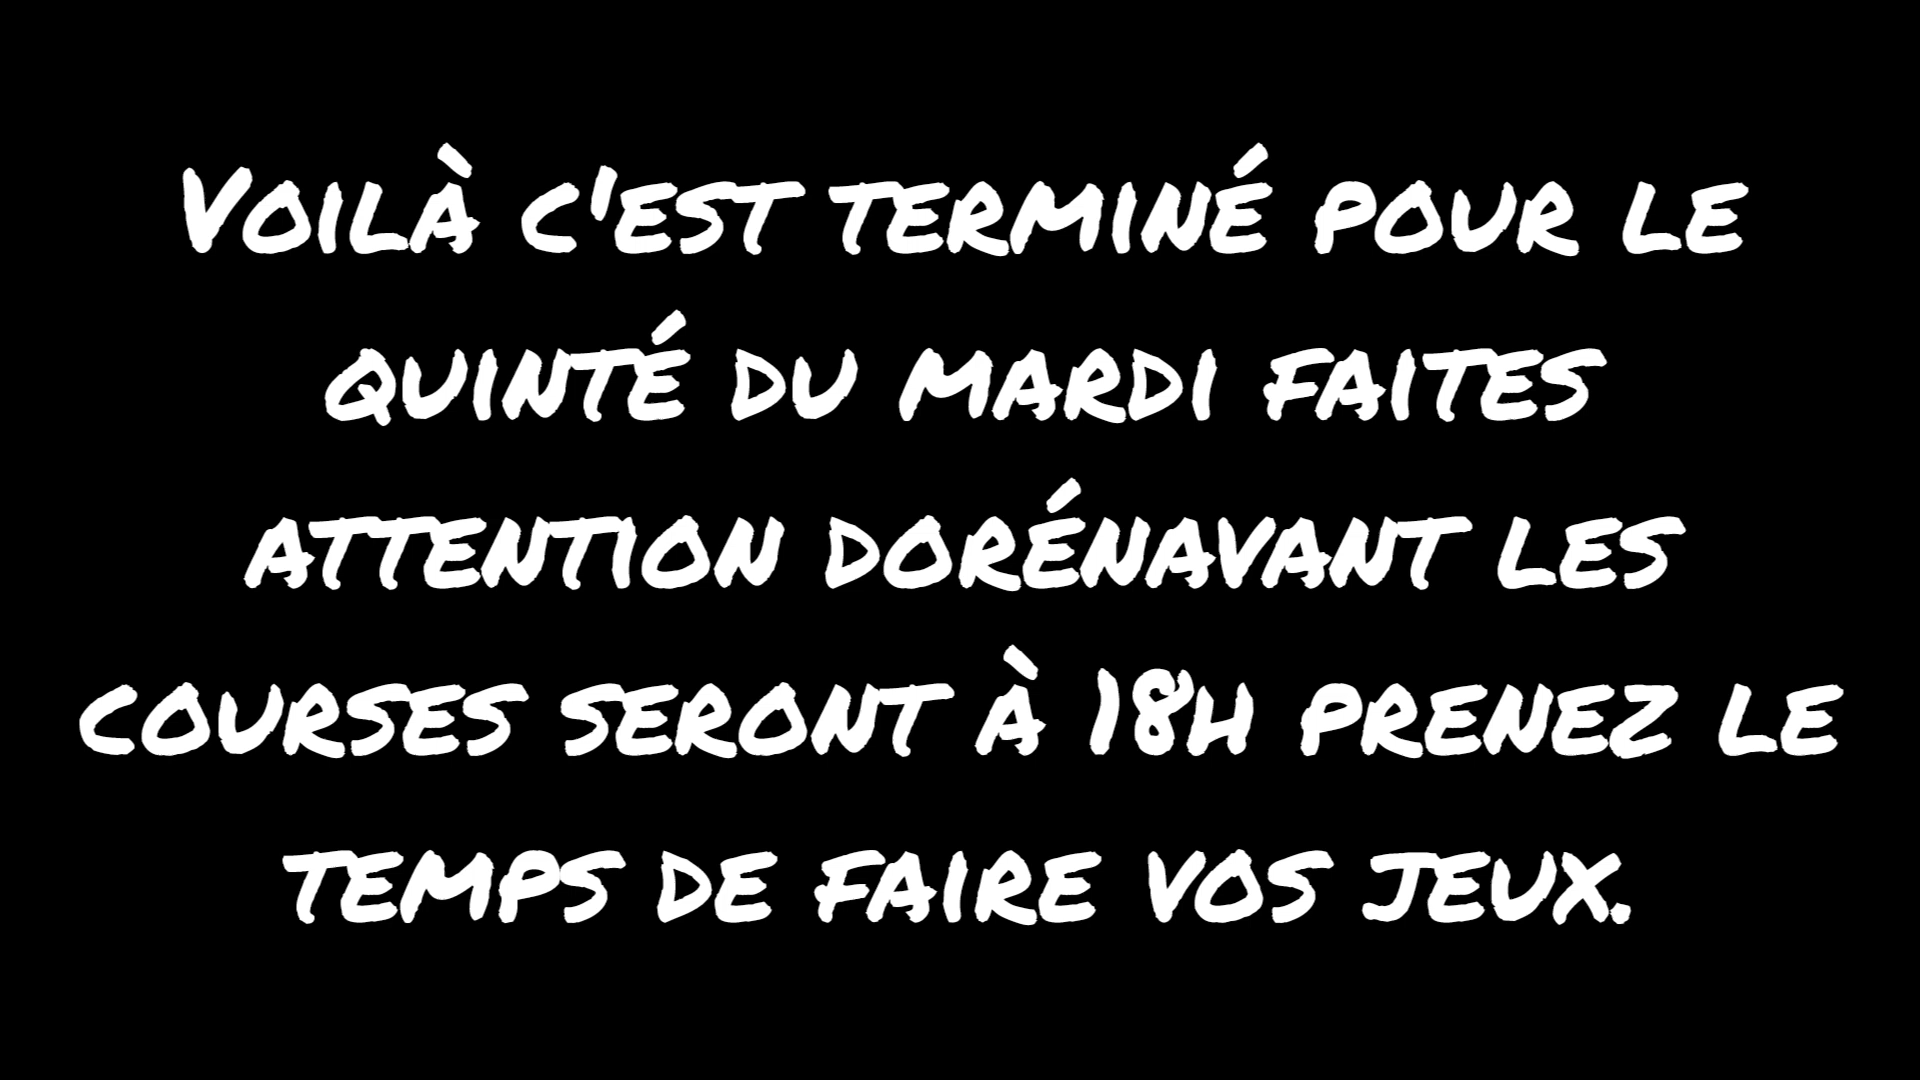 Voilà c'est terminé pour le
quinté du mardi faites
attention dorénavant les
courses seront à 18h prenez le
temps de faire vos jeux.